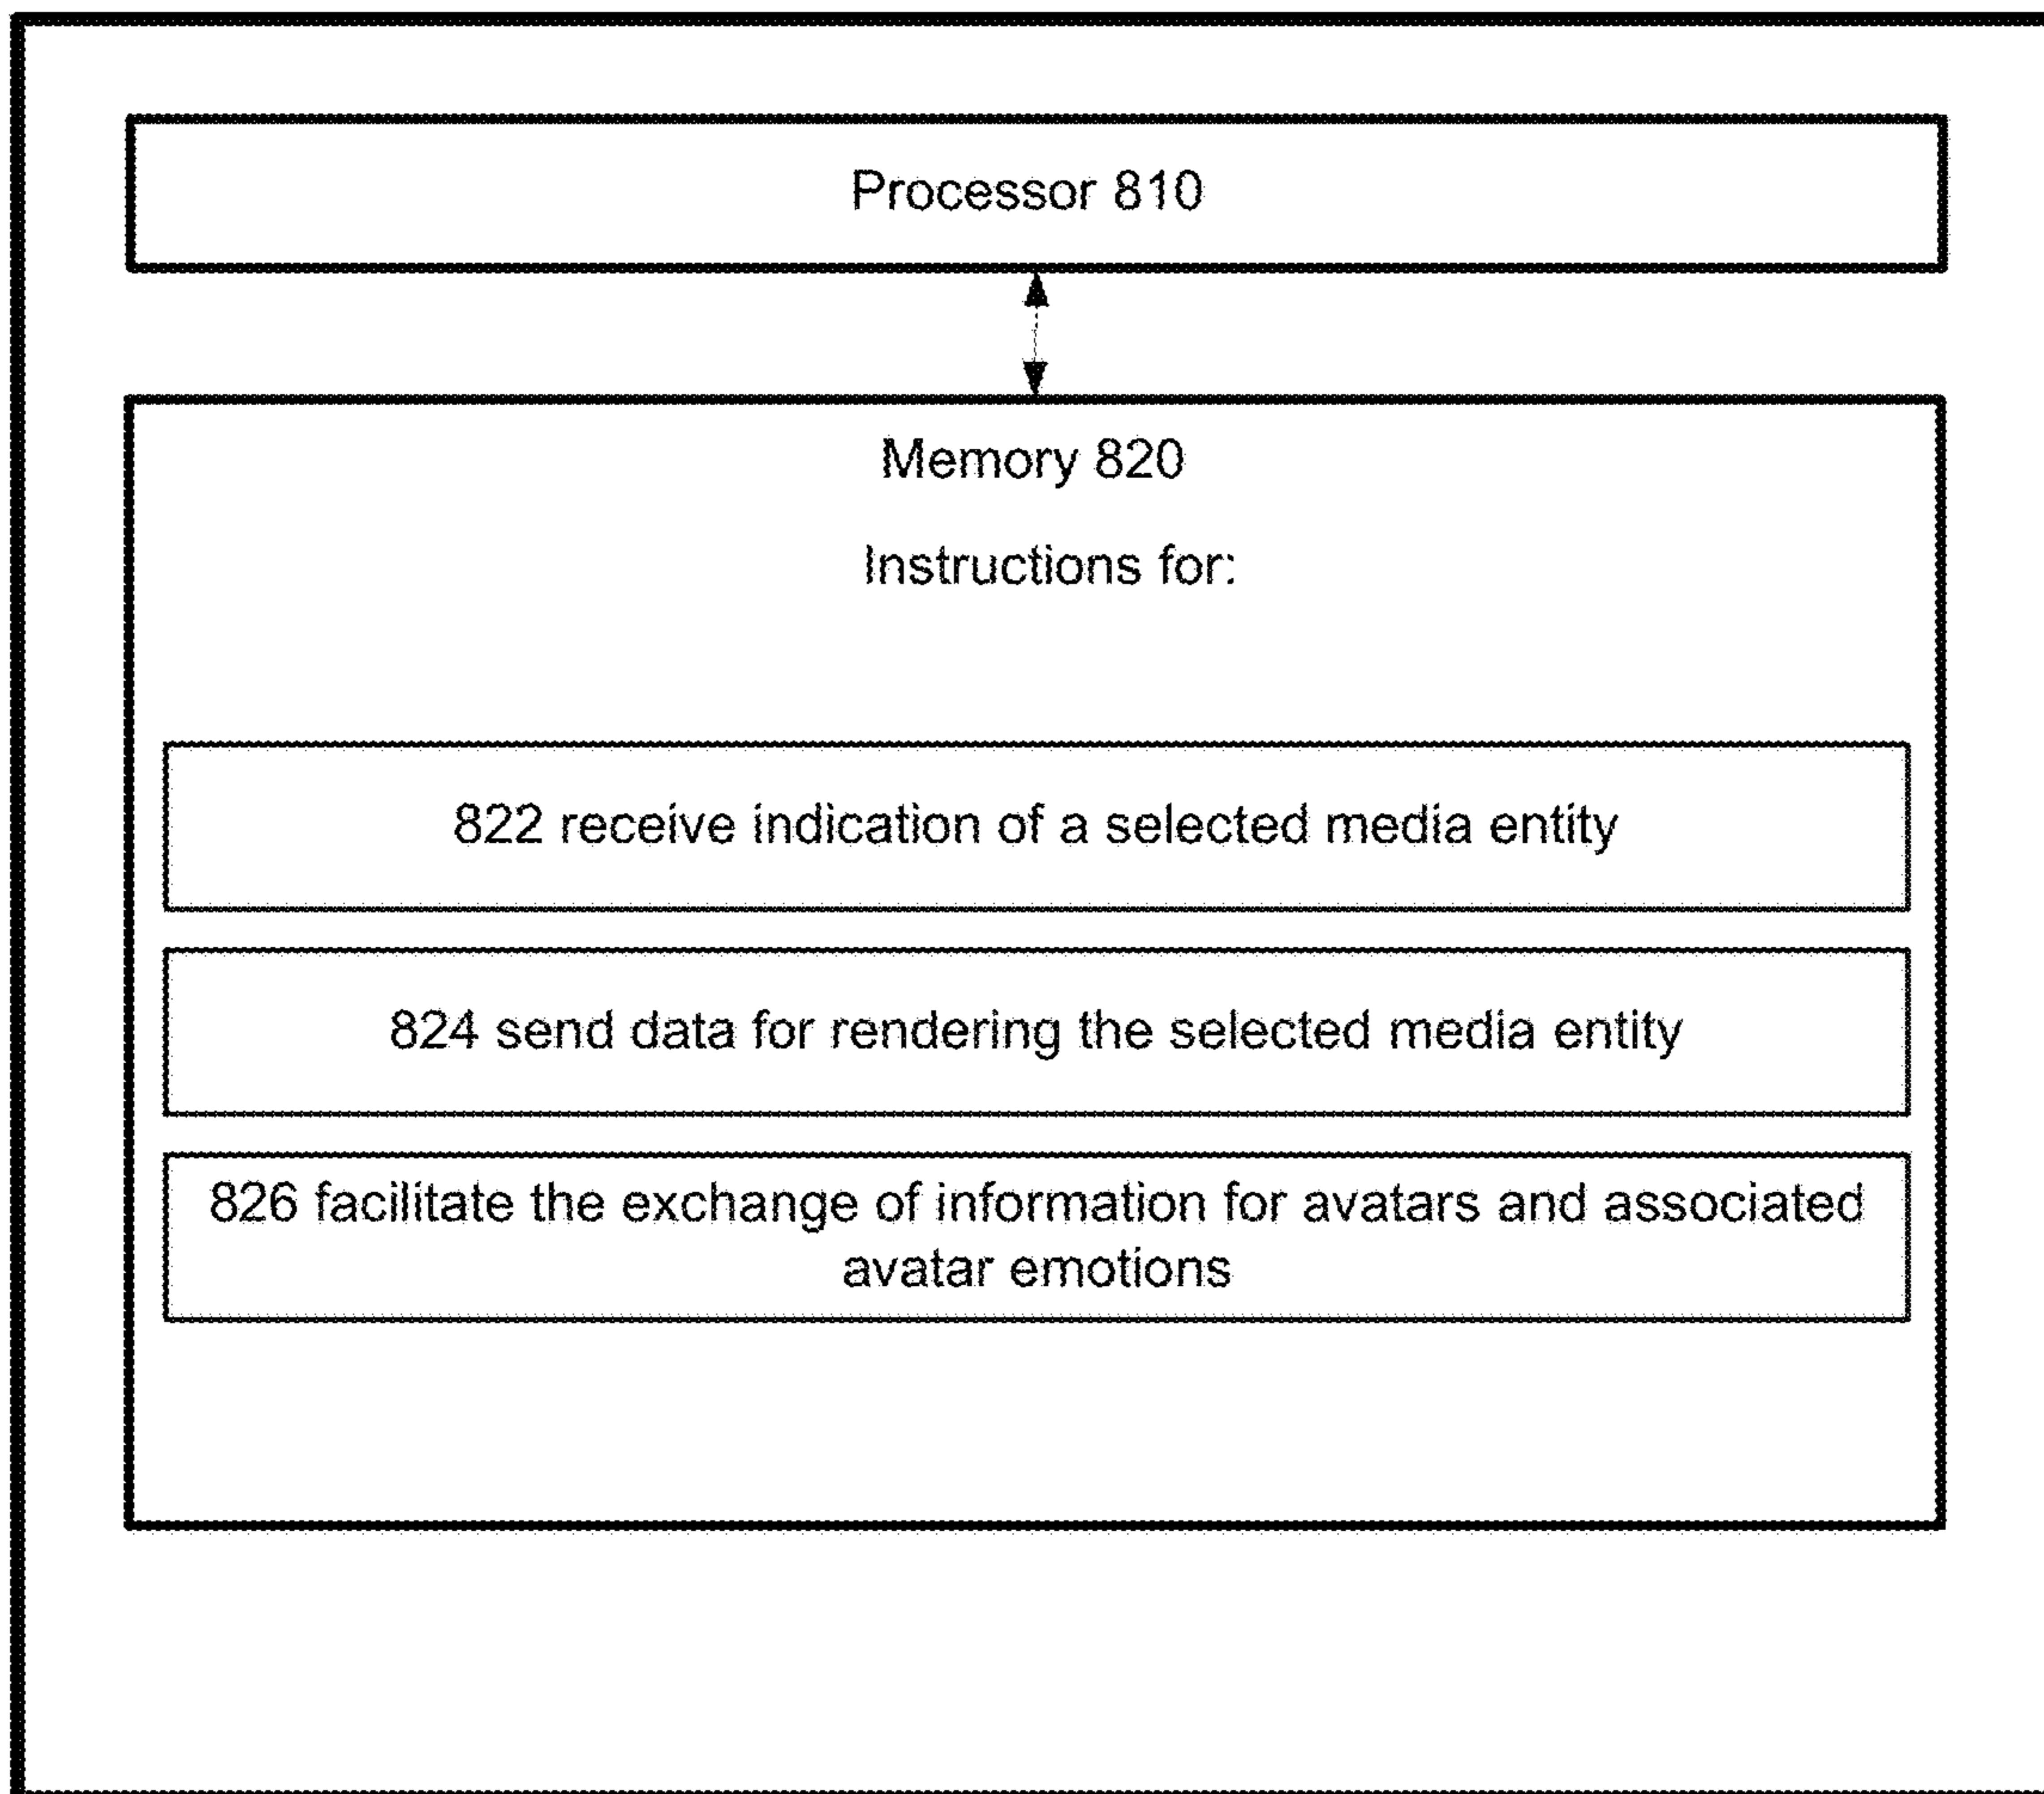 Processor 810
Memory 820
Instructions for:
822 receive indication of a selected media entity
824 send data for rendering the selected media entity
826 facilitate the exchange of information for avatars and associated
avatar emotions